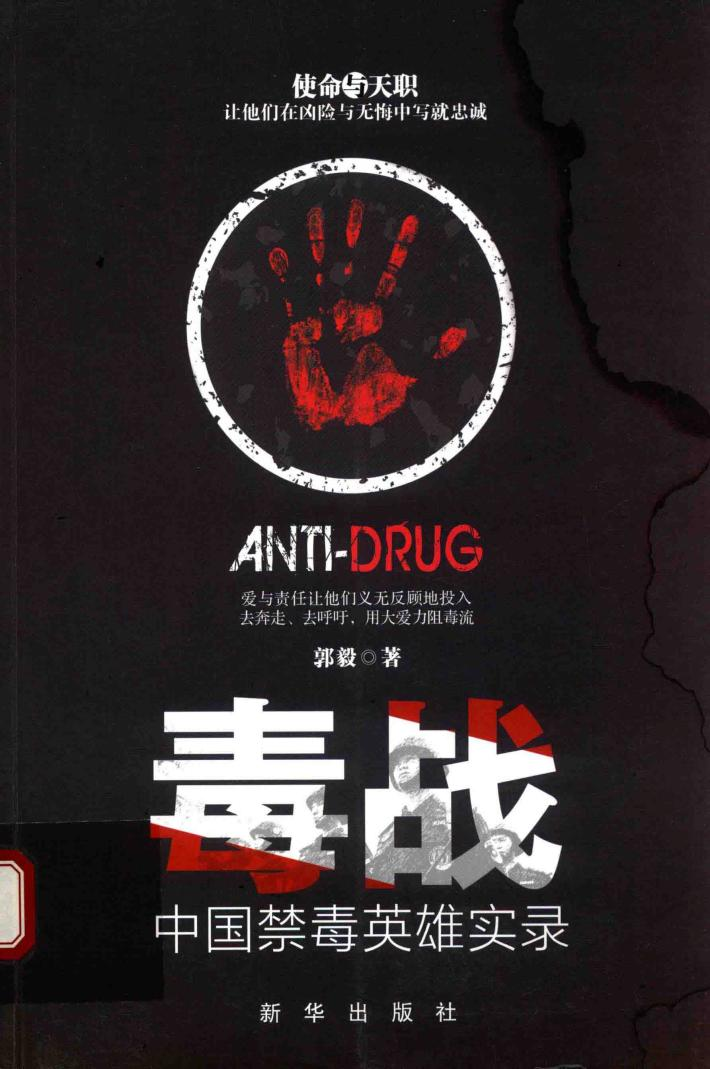 使命与天职
让他们在凶险与无悔中写就忠诚
ANTI-DRUG
爱与责任让他们义无反顾地投入
去奔走、去呼吁，用大爱力阻毒流
郭毅◎著
毒战
中国禁毒英雄实录
新华出版社